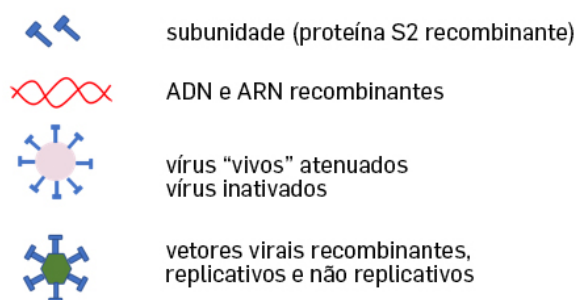 subunidade (proteína S2 recombinante)
ADN e ARN recombinantes
vírus “vivos” atenuados
vírus inativados
vetores virais recombinantes,
replicativos e não replicativos